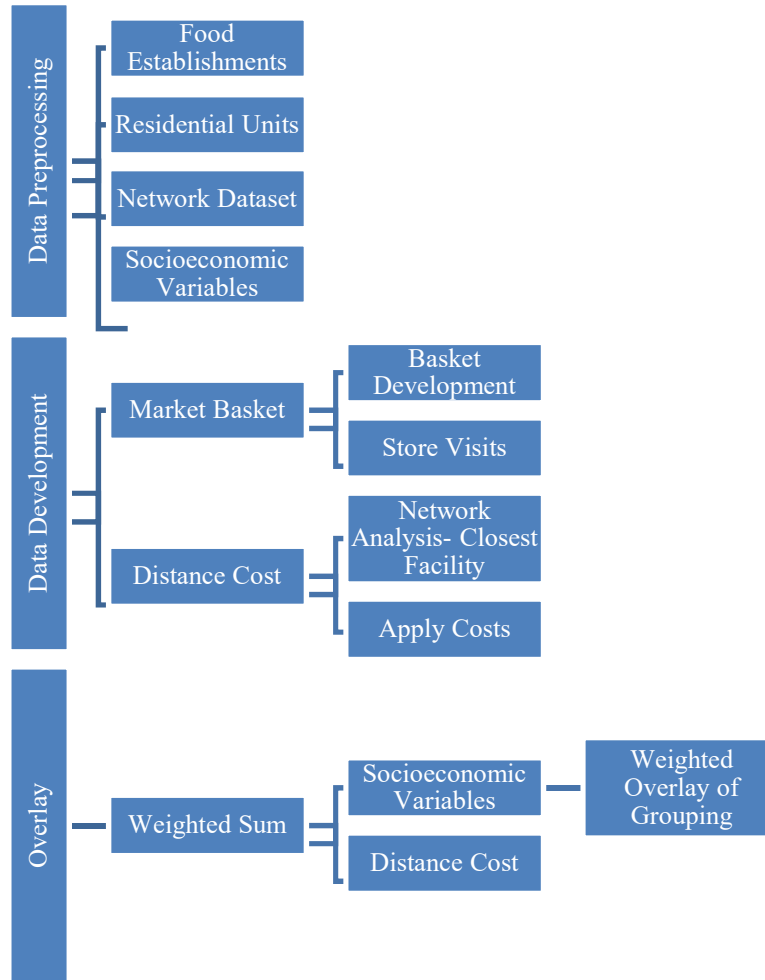 Data Preprocessing
Food
Establishments
Residential Units
Network Dataset
Socioeconomic
Variables
Data Development
Market Basket
Basket
Development
Store Visits
Distance Cost
Network
Analysis- Closest
Facility
Apply Costs
Overlay
Weighted Sum
Socioeconomic
Variables
Weighted
Overlay of
Grouping
Distance Cost